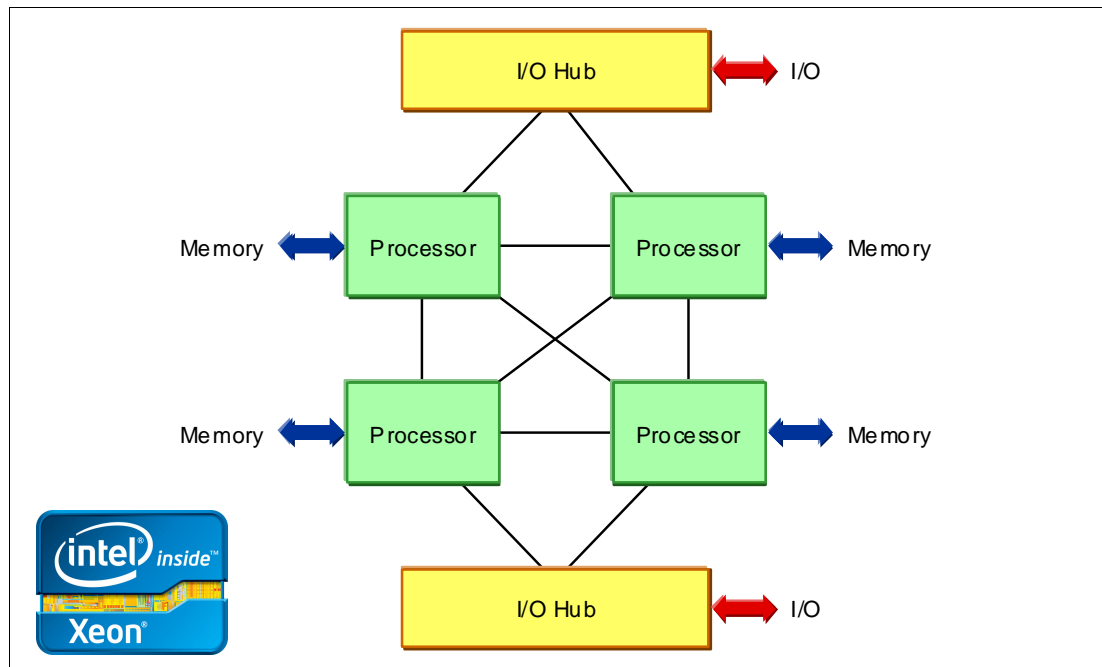 I/O Hub
I/O
Memory
Processor
Processor
Memory
Memory
Processor
Processor
Memory
intel® inside™
Xeon®
I/O Hub
I/O